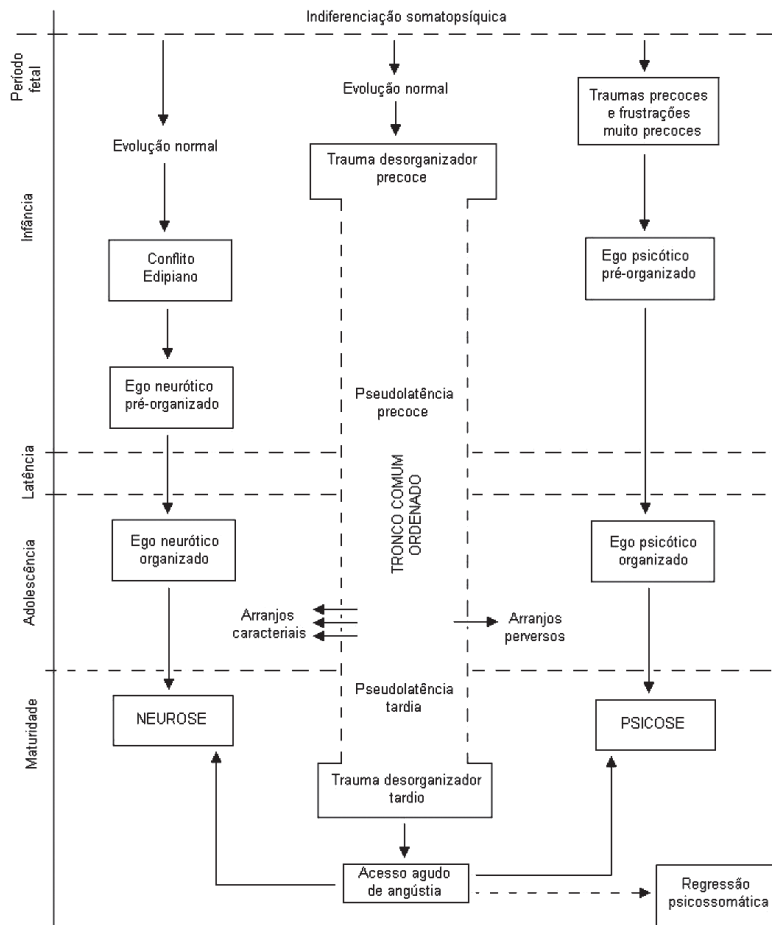 Indiferenciação somatopsíquica
Período
fetal
Evolução normal
Traumas precoces
e frustrações
muito precoces
Evolução normal
Trauma desorganizador
precoce
Infância
Conflito
Edipiano
Ego psicótico
pré-organizado
Ego neurótico
pré-organizado
Pseudolatência
precoce
Latência
TRONCO COMUM
ORDENADO
Adolescência
Ego neurótico
organizado
Ego psicótico
organizado
Arranjos
caracteriais
Arranjos
perversos
Maturidade
Pseudolatência
tardia
NEUROSE
PSICOSE
Trauma desorganizador
tardio
Acesso agudo
de angústia
Regressão
psicossomática